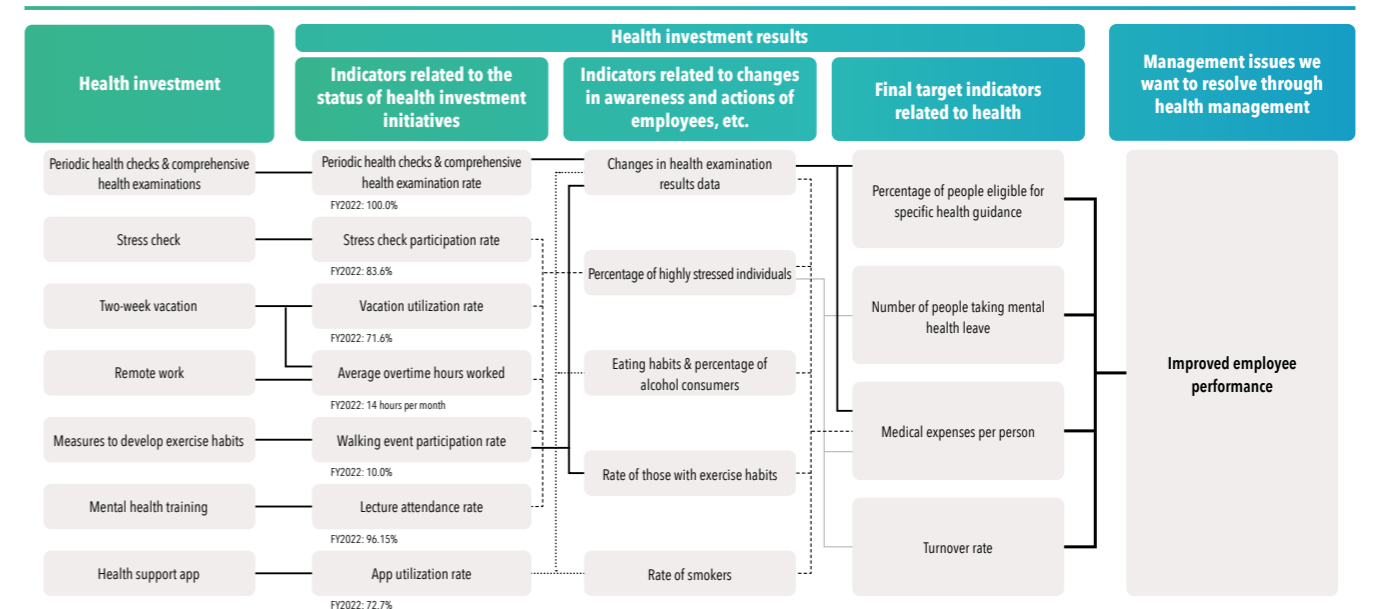 Health investment
Health investment results
Indicators related to the
status of health investment
initiatives
Indicators related to changes
in awareness and actions of
employees, etc.
Final target indicators
related to health
Management issues we
want to resolve through
health management
Periodic health checks & comprehensive
health examinations
Stress check
Two-week vacation
Remote work
Measures to develop exercise habits
Mental health training
Health support app
Periodic health checks & comprehensive
health examination rate
FY2022: 100.0%
Stress check participation rate
FY2022: 83.6%
Vacation utilization rate
FY2022: 71.6%
Average overtime hours worked
FY2022: 14 hours per month
Walking event participation rate
FY2022: 10.0%
Lecture attendance rate
FY2022: 96.15%
App utilization rate
FY2022: 72.7%
Changes in health examination
results data
Percentage of highly stressed individuals
Eating habits & percentage of
alcohol consumers
Rate of those with exercise habits
Rate of smokers
Percentage of people eligible for
specific health guidance
Number of people taking mental
health leave
Medical expenses per person
Turnover rate
Improved employee
performance